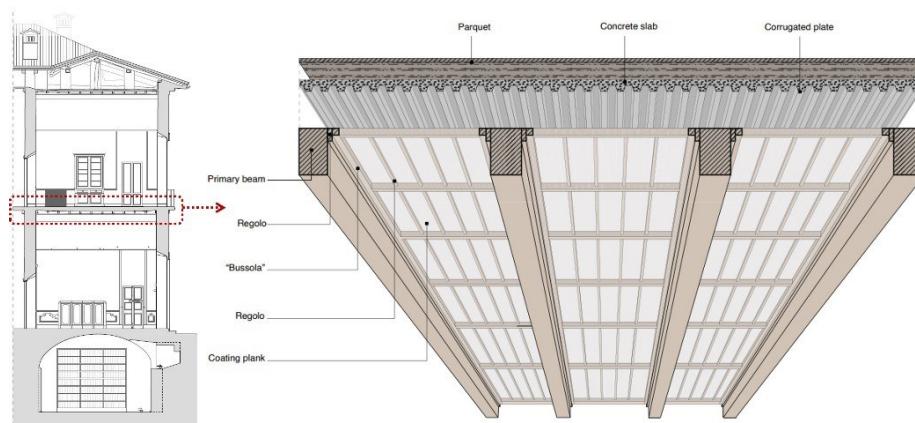 Parquet
Concrete slab
Corrugated plate
Primary beam
Regolo
“Bussola”
Regolo
Coating plank